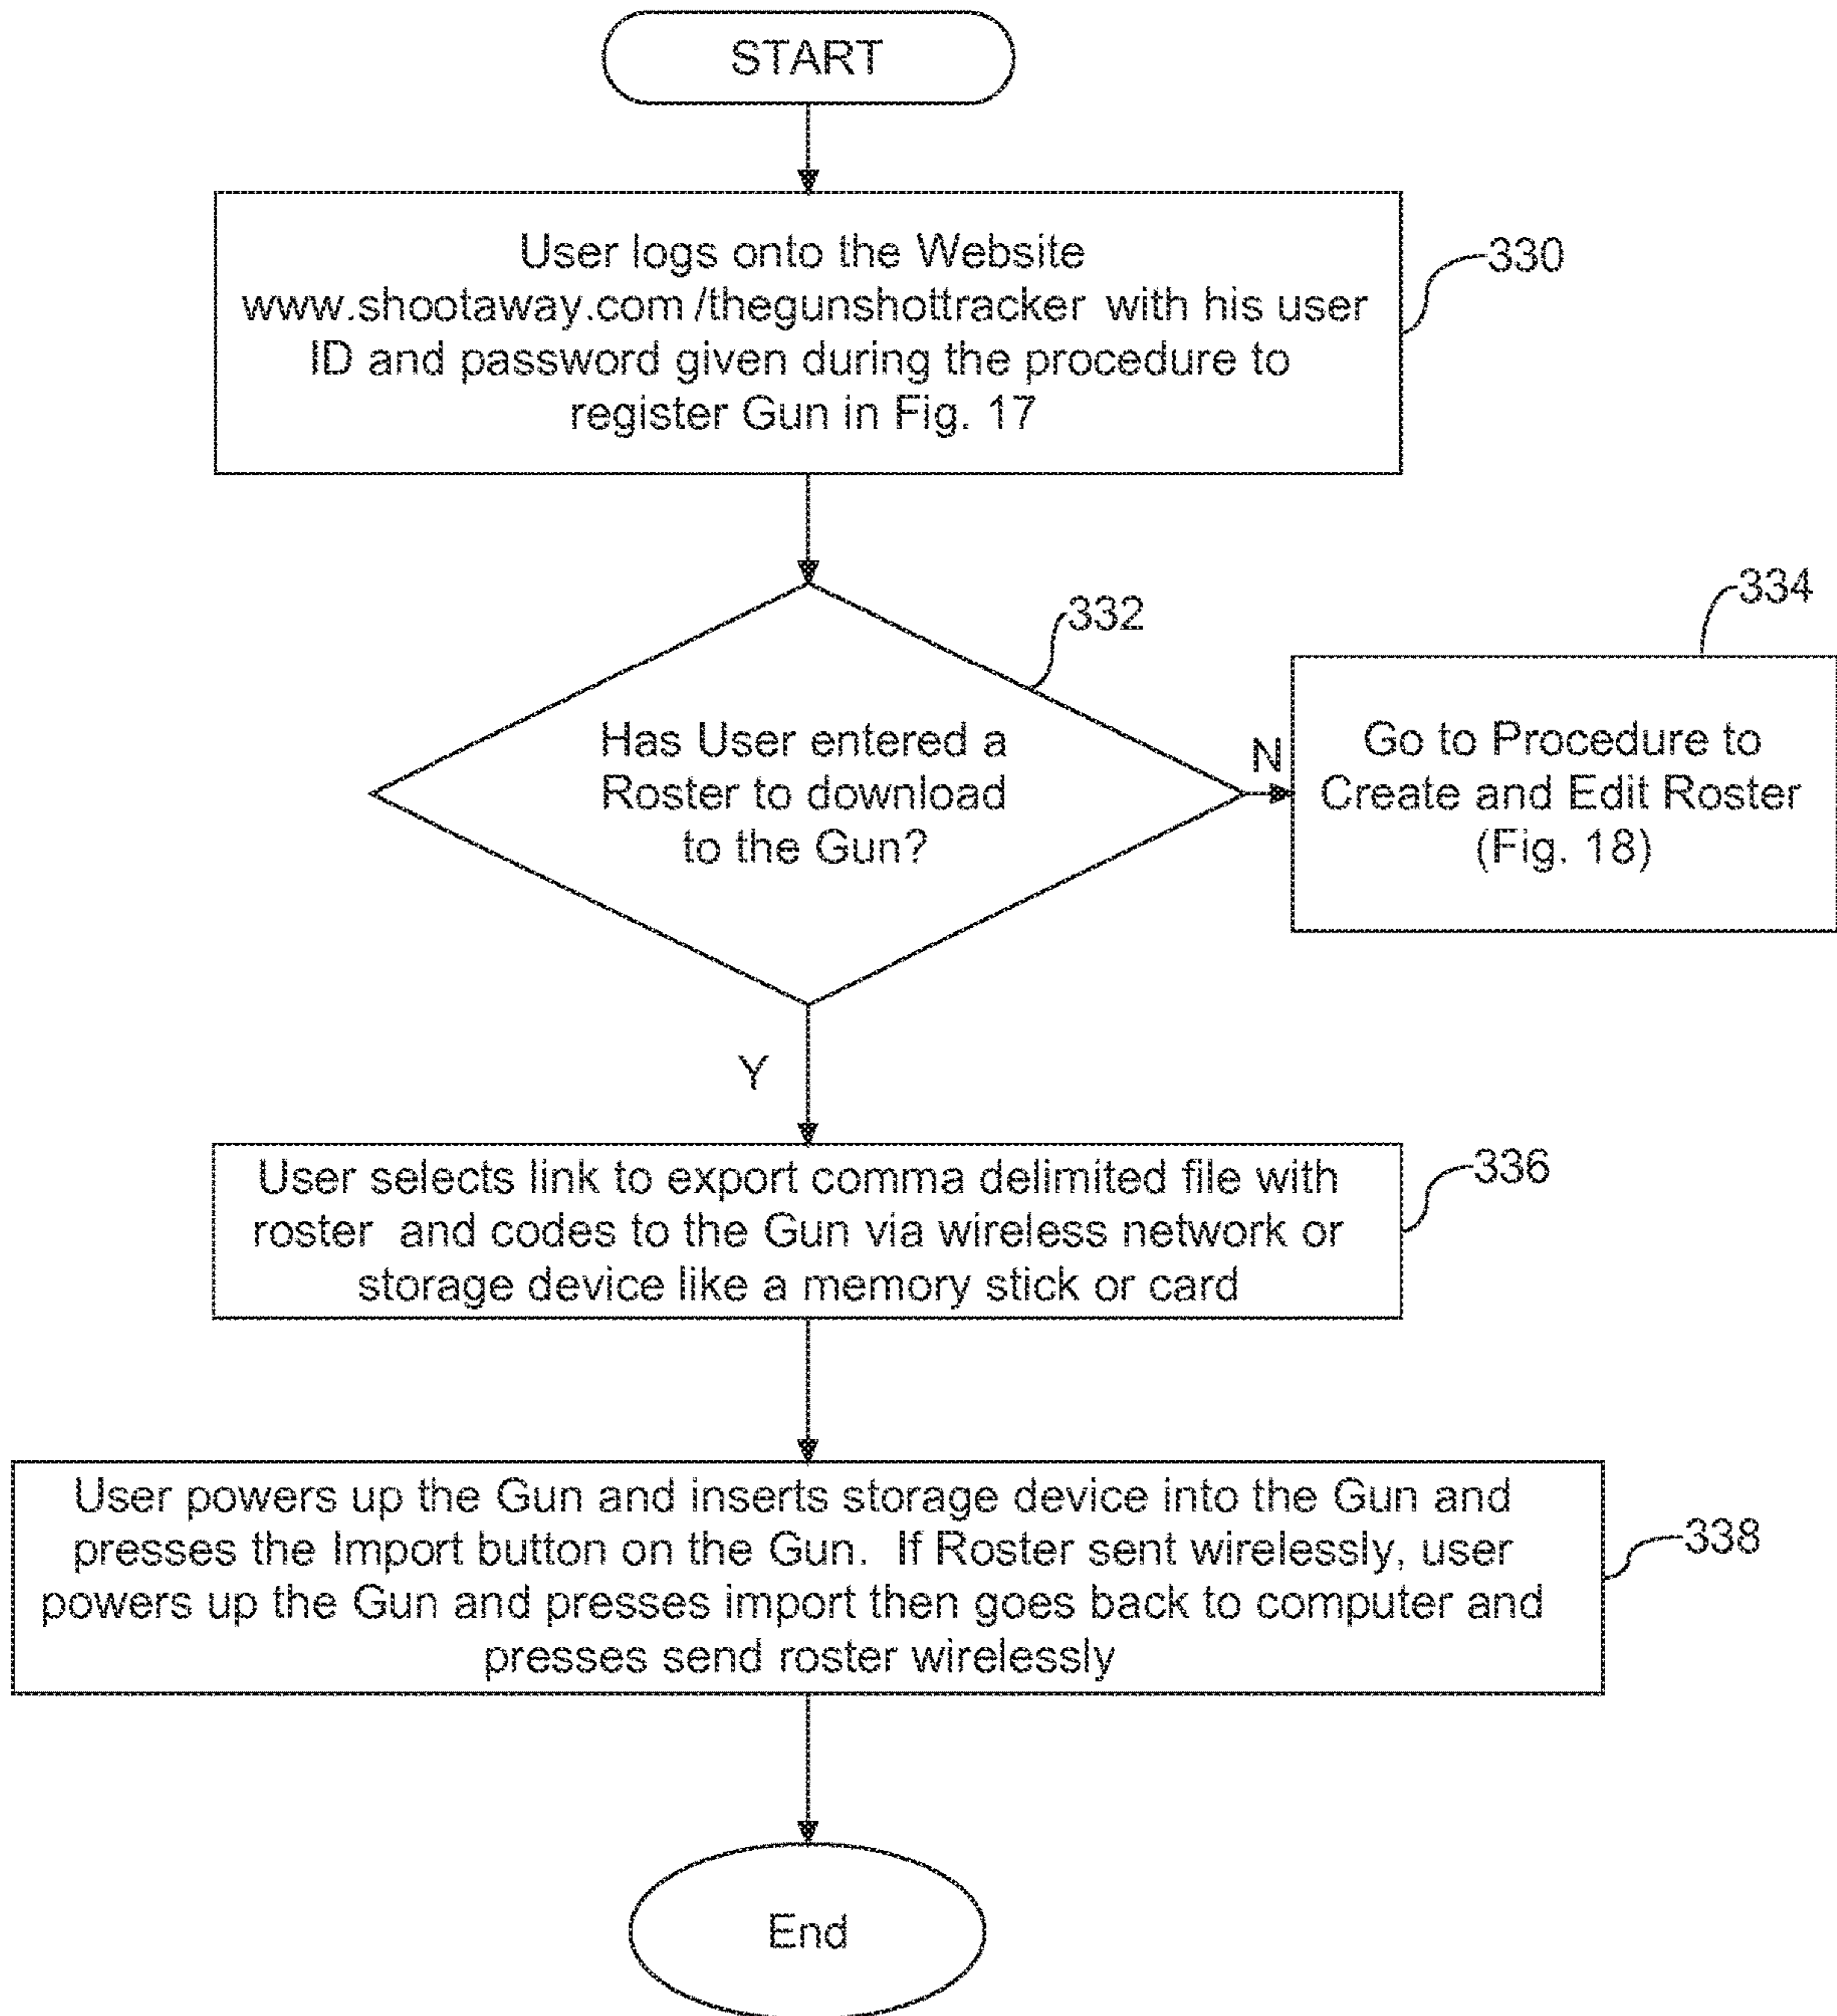 START
User logs onto the Website
www.shootaway.com /thegunshottracker with his user
ID and password given during the procedure to
register Gun in Fig. 17
330
332
Has User entered a
Roster to download
to the Gun?
N
334
Go to Procedure to
Create and Edit Roster
(Fig. 18)
Y
User selects link to export comma delimited file with
roster and codes to the Gun via wireless network or
storage device like a memory stick or card
336
User powers up the Gun and inserts storage device into the Gun and
presses the Import button on the Gun. If Roster sent wirelessly, user
powers up the Gun and presses import then goes back to computer and
presses send roster wirelessly
338
End